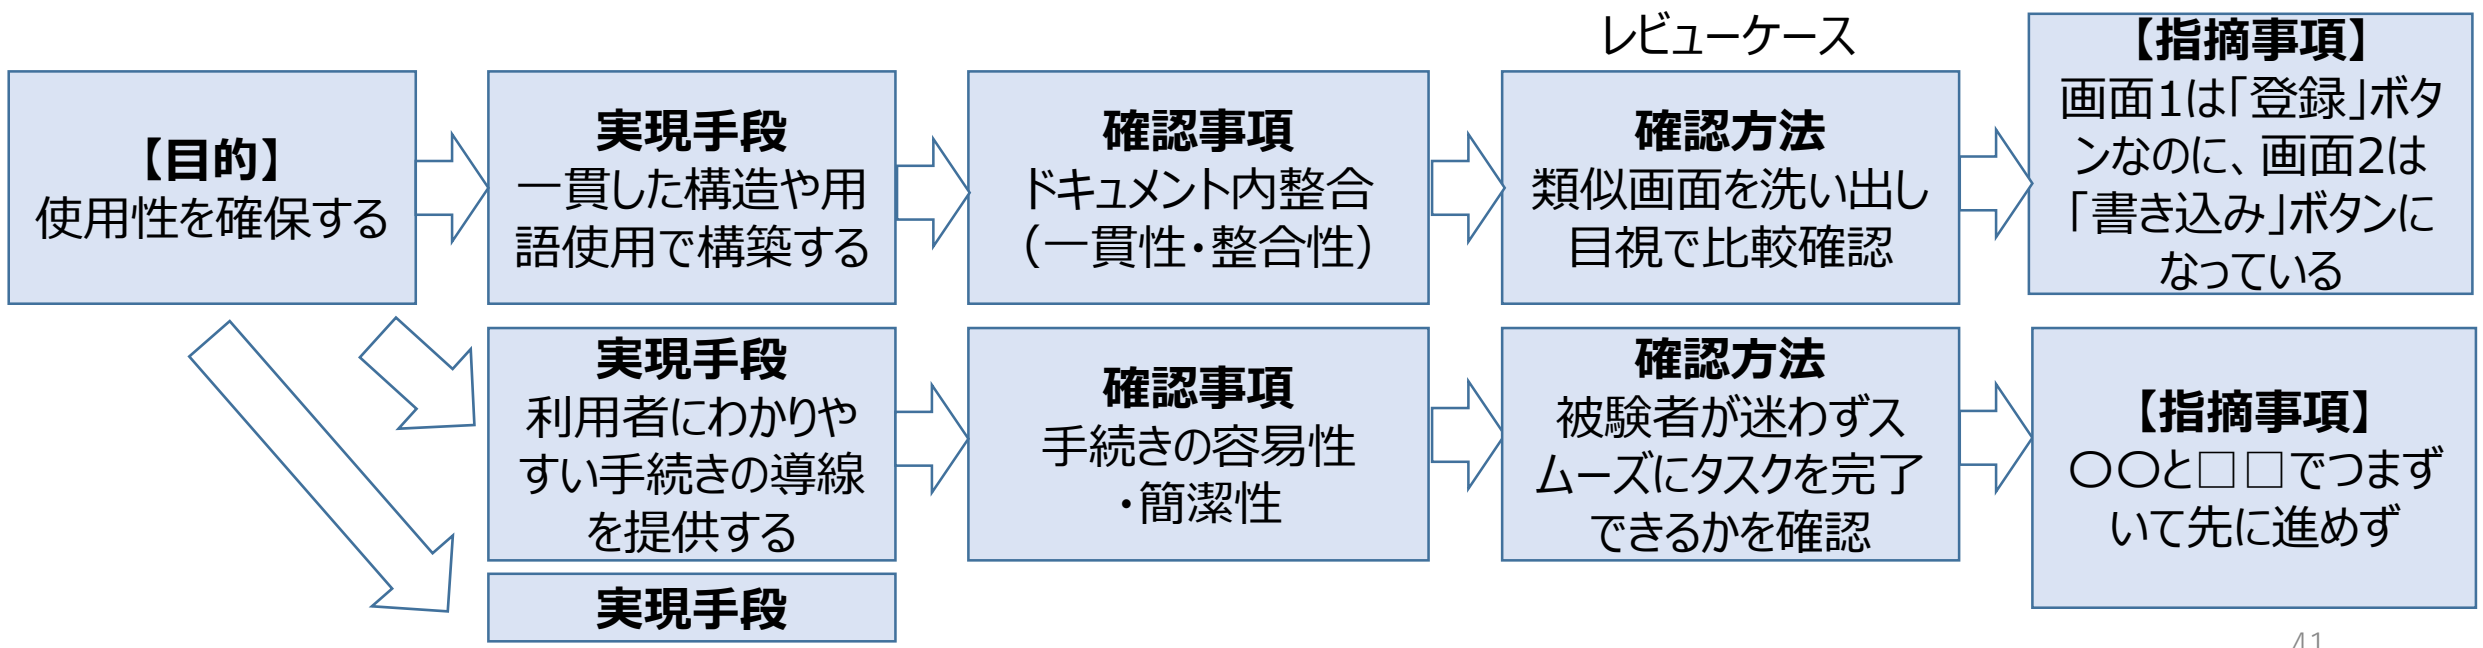 レビューケース
【目的】
使用性を確保する
実現手段
一貫した構造や用
語使用で構築する
確認事項
ドキュメント内整合
（一貫性・整合性）
確認方法
類似画面を洗い出し
目視で比較確認
【指摘事項】
画面1は「登録」ボタ
ンなのに、画面2は
「書き込み」ボタンに
なっている
実現手段
利用者にわかりや
すい手続きの導線
を提供する
確認事項
手続きの容易性
・簡潔性
確認方法
被験者が迷わずス
ムーズにタスクを完了
できるかを確認
【指摘事項】
〇〇と□□でつまず
いて先に進めず
実現手段
41